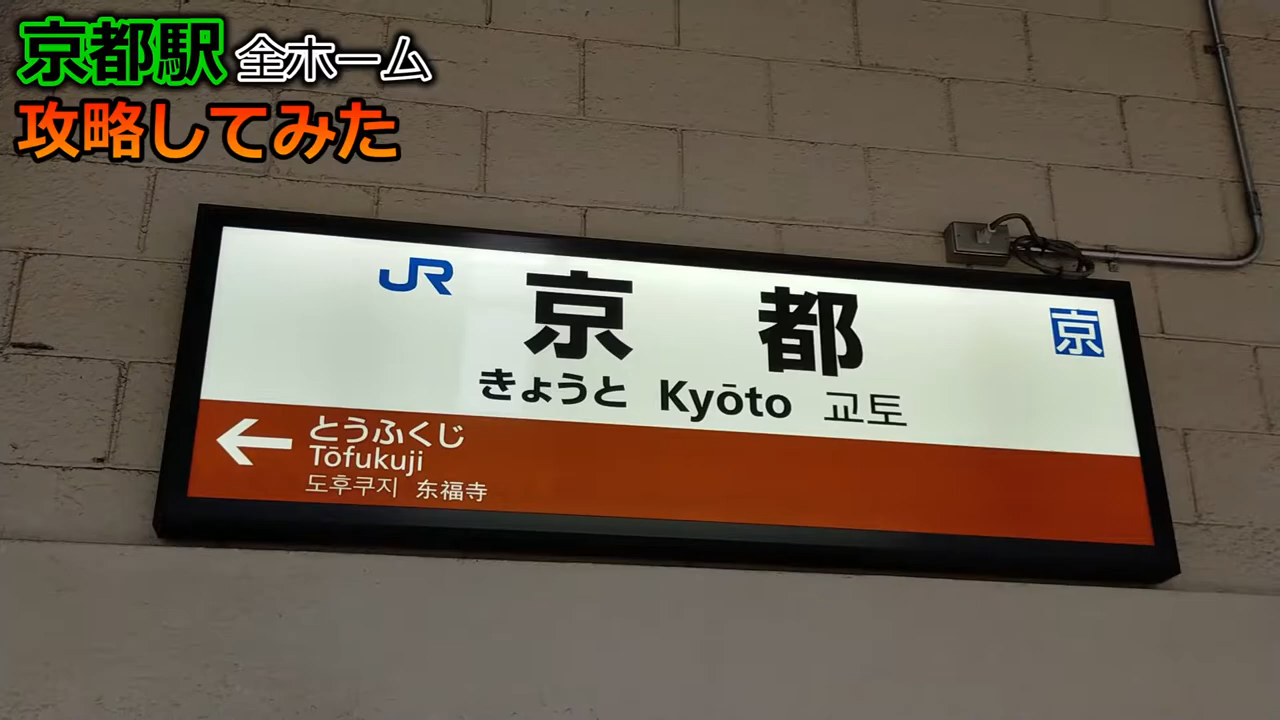 京都駅 全ホーム
攻略してみた
JR 京都 京
きょうと Kyōto 교토
← とうふくじ
Tōfukuji
도후쿠지 东福寺